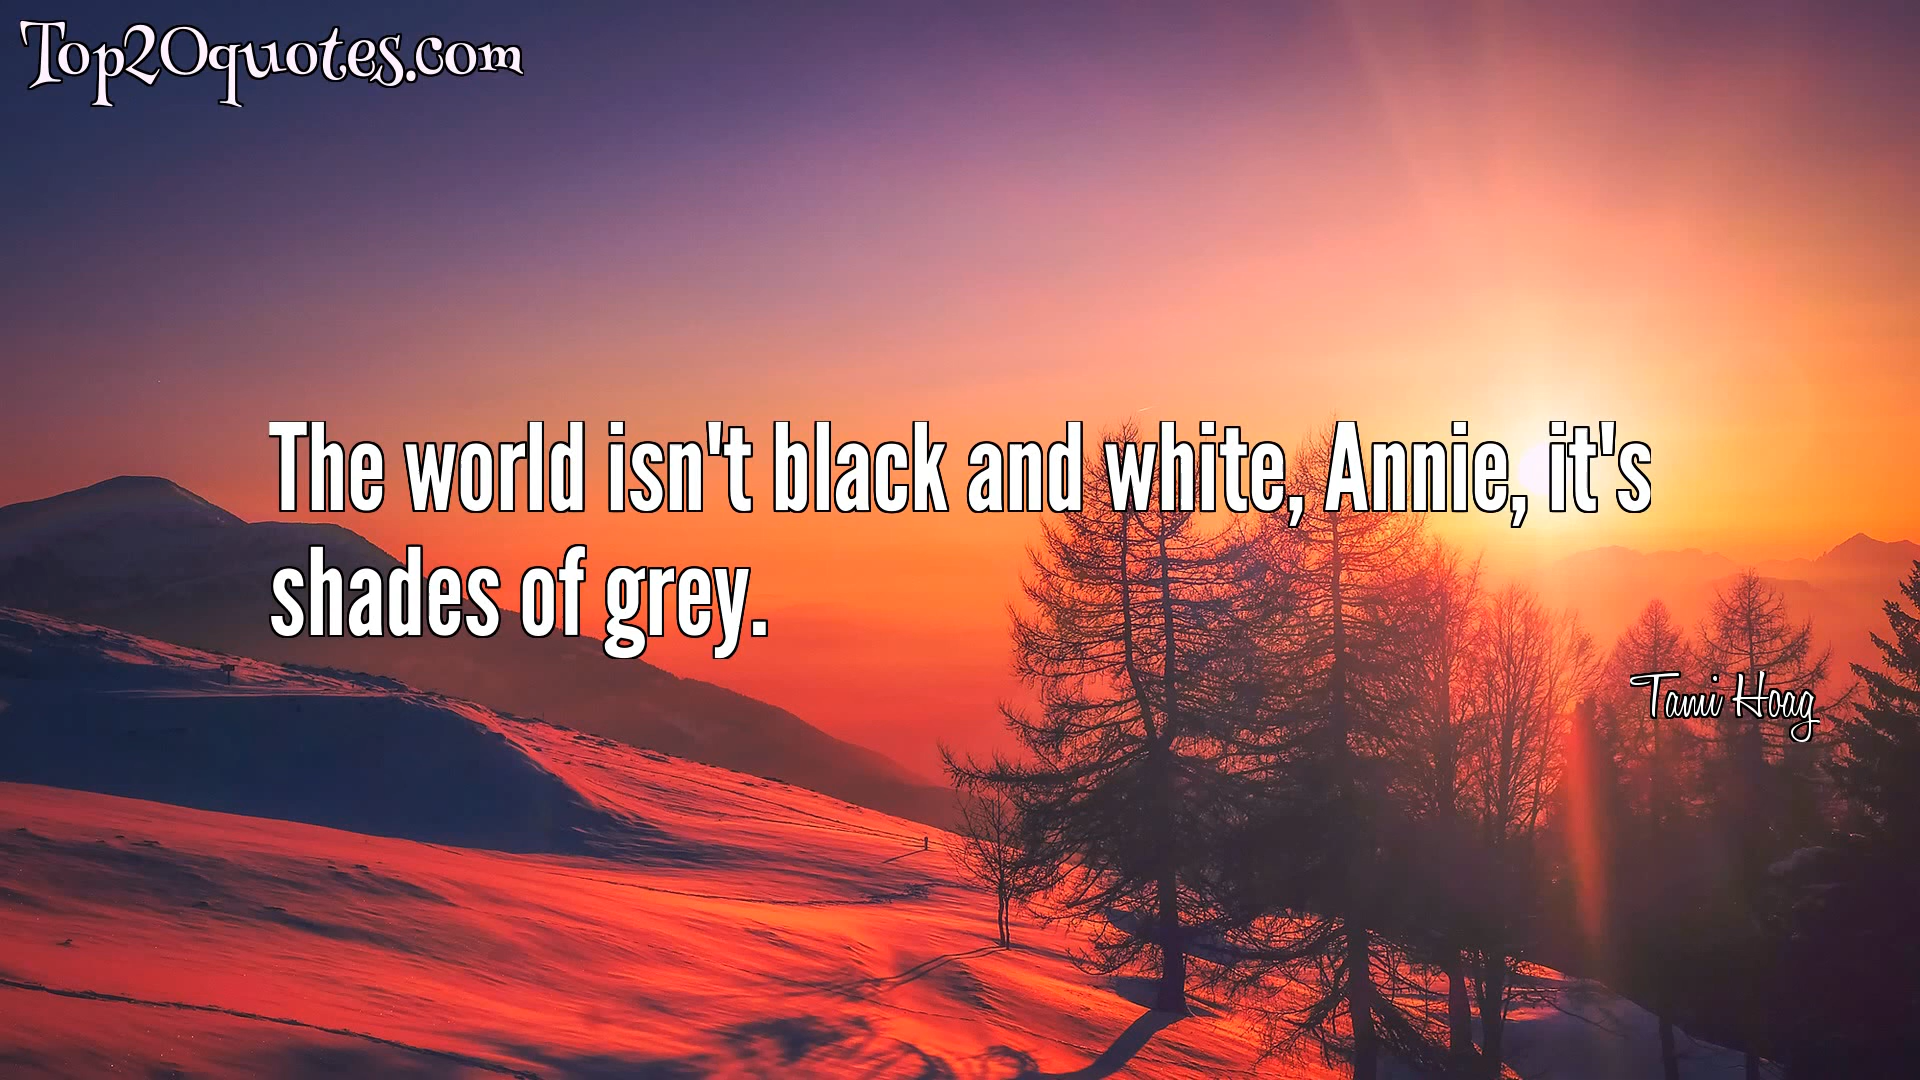 Top20quotes.com
The world isn't black and white, Annie, it's
shades of grey.
Tami Hoag